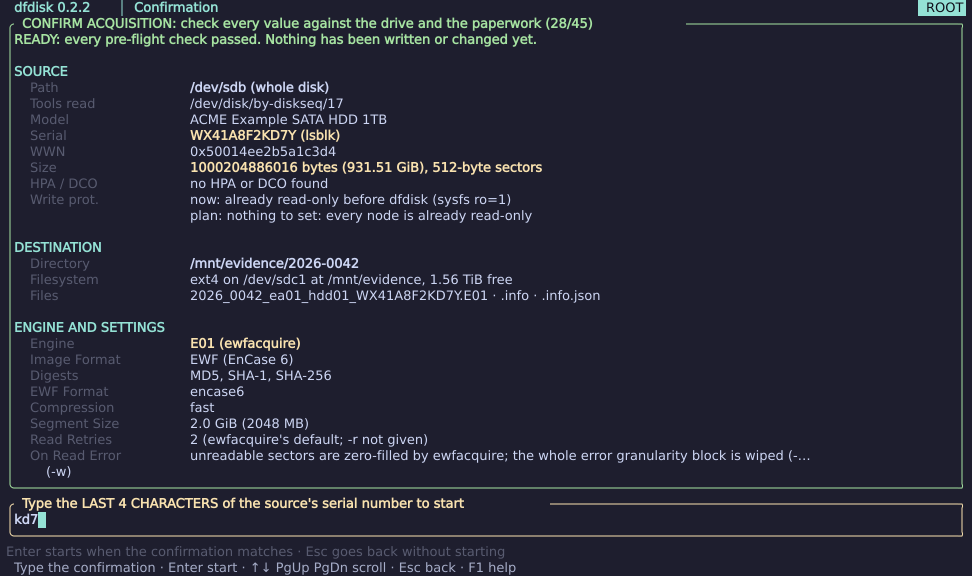 dfdisk 0.2.2 │ Confirmation ROOT
CONFIRM ACQUISITION: check every value against the drive and the paperwork (28/45)
READY: every pre-flight check passed. Nothing has been written or changed yet.
SOURCE
Path /dev/sdb (whole disk)
Tools read /dev/disk/by-diskseq/17
Model ACME Example SATA HDD 1TB
Serial WX41A8F2KD7Y (lsblk)
WWN 0x50014ee2b5a1c3d4
Size 1000204886016 bytes (931.51 GiB), 512-byte sectors
HPA / DCO no HPA or DCO found
Write prot. now: already read-only before dfdisk (sysfs ro=1)
plan: nothing to set: every node is already read-only
DESTINATION
Directory /mnt/evidence/2026-0042
Filesystem ext4 on /dev/sdc1 at /mnt/evidence, 1.56 TiB free
Files 2026_0042_ea01_hdd01_WX41A8F2KD7Y.E01 · .info · .info.json
ENGINE AND SETTINGS
Engine E01 (ewfacquire)
Image Format EWF (EnCase 6)
Digests MD5, SHA-1, SHA-256
EWF Format encase6
Compression fast
Segment Size 2.0 GiB (2048 MB)
Read Retries 2 (ewfacquire's default; -r not given)
On Read Error unreadable sectors are zero-filled by ewfacquire; the whole error granularity block is wiped (-…
(-w)
Type the LAST 4 CHARACTERS of the source's serial number to start
kd7
Enter starts when the confirmation matches · Esc goes back without starting
Type the confirmation · Enter start · ↑↓ PgUp PgDn scroll · Esc back · F1 help